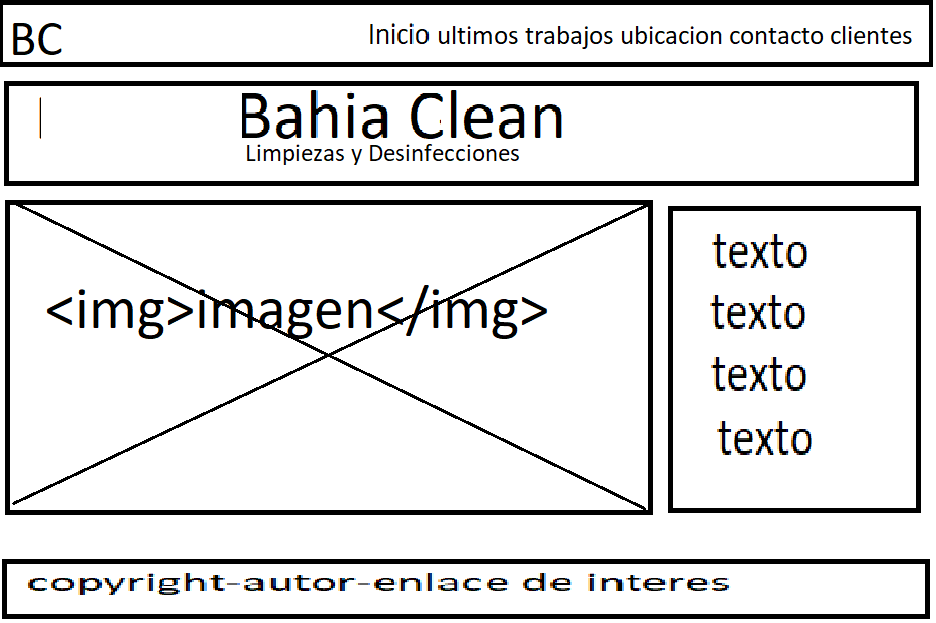 BC
Inicio ultimos trabajos ubicacion contacto clientes
Bahia Clean
Limpiezas y Desinfecciones
<img>imagen</img>
texto
texto
texto
texto
copyright-autor-enlace de interes